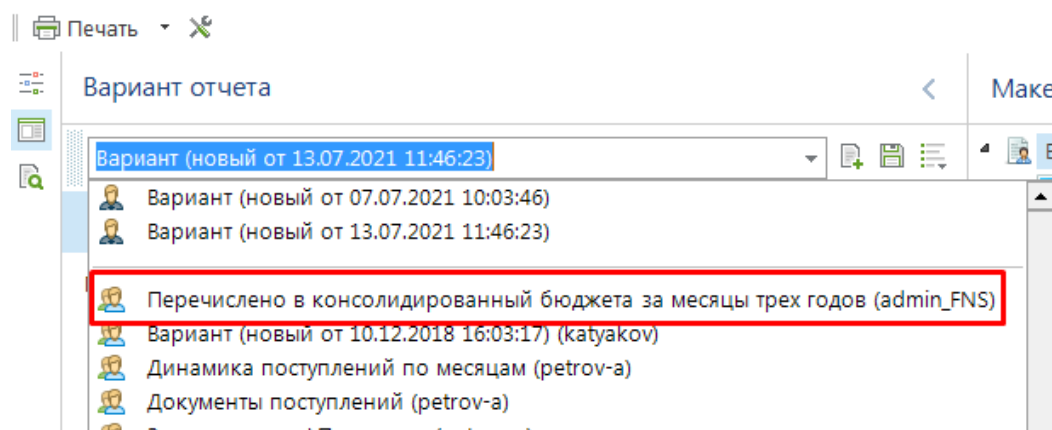 Печать
Вариант отчета
Маке
Вариант (новый от 13.07.2021 11:46:23)
Вариант (новый от 07.07.2021 10:03:46)
Вариант (новый от 13.07.2021 11:46:23)
Перечислено в консолидированный бюджета за месяцы трех годов (admin_FNS)
Вариант (новый от 10.12.2018 16:03:17) (katyakov)
Динамика поступлений по месяцам (petrov-a)
Документы поступлений (petrov-a)